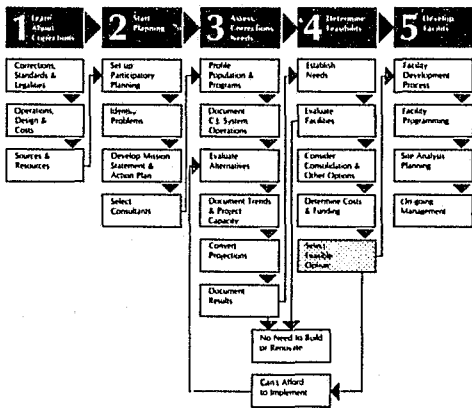 1 Learn
About
Corrections
2 Start
Planning
3 Assess
Corrections
Needs
4 Determine
Feasibility
5 Develop
Facility
Corrections,
Standards &
Legalities
Operations,
Design &
Costs
Sources &
Resources
Set up
Participatory
Planning
Identify
Problems
Develop Mission
Statement &
Action Plan
Select
Consultants
Profile
Population &
Programs
Document
C.J. System
Operations
Evaluate
Alternatives
Document Trends
& Project
Capacity
Convert
Projections
Document
Results
Establish
Needs
Evaluate
Facilities
Consider
Consolidation &
Other Options
Determine Costs
& Funding
Select
Feasible
Option
Facility
Development
Process
Facility
Programming
Site Analysis
Planning
On-going
Management
No Need to Build
or Renovate
Can't Afford
to Implement